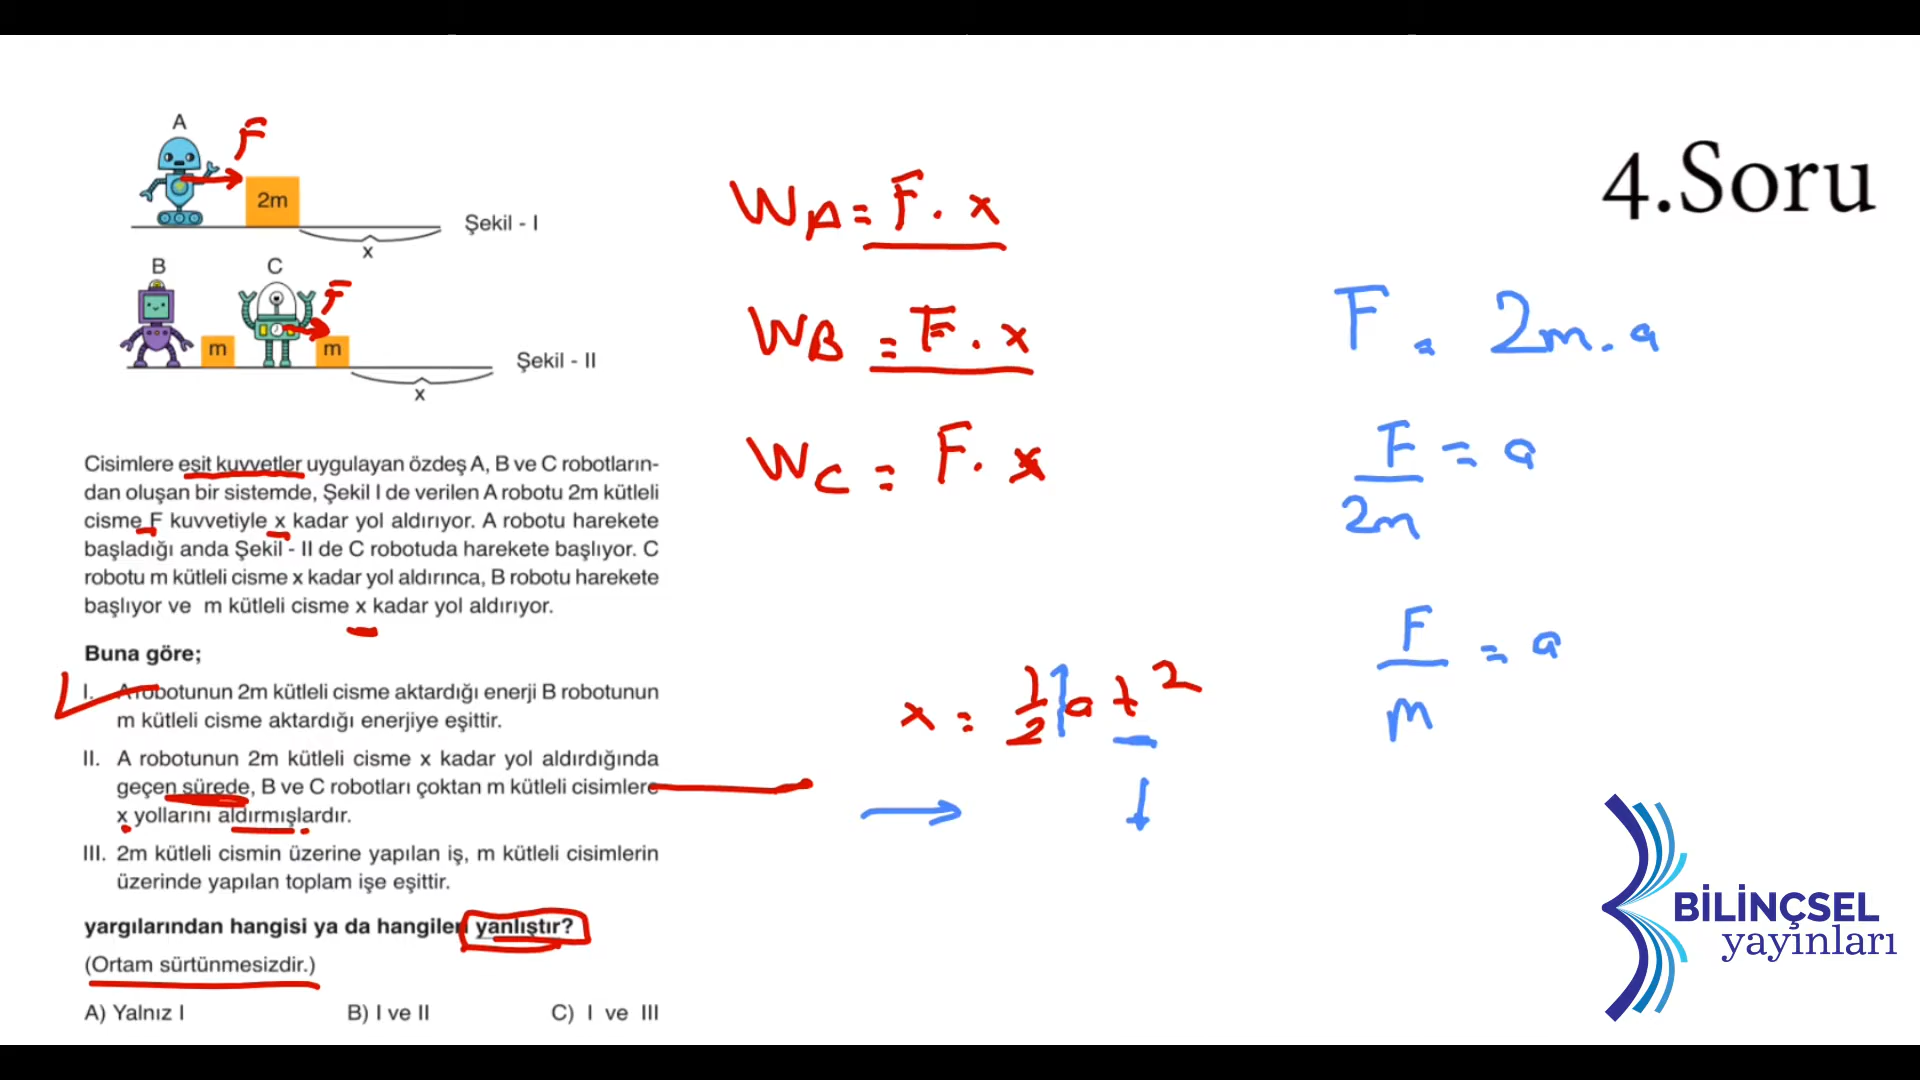 4.Soru
A
F
2m
Şekil - I
x
B
C
F
m
m
Şekil - II
x
Cisimlere eşit kuvvetler uygulayan özdeş A, B ve C robotların-
dan oluşan bir sistemde, Şekil I de verilen A robotu 2m kütleli
cisme F kuvvetiyle x kadar yol aldırıyor. A robotu harekete
başladığı anda Şekil - II de C robotuda harekete başlıyor. C
robotu m kütleli cisme x kadar yol aldırınca, B robotu harekete
başlıyor ve m kütleli cisme x kadar yol aldırıyor.
Buna göre;
I. A robotunun 2m kütleli cisme aktardığı enerji B robotunun
m kütleli cisme aktardığı enerjiye eşittir.
II. A robotunun 2m kütleli cisme x kadar yol aldırdığında
geçen sürede, B ve C robotları çoktan m kütleli cisimlere
x yollarını aldırmışlardır.
III. 2m kütleli cismin üzerine yapılan iş, m kütleli cisimlerin
üzerinde yapılan toplam işe eşittir.
yargılarından hangisi ya da hangileri yanlıştır?
(Ortam sürtünmesizdir.)
A) Yalnız I B) I ve II C) I ve III
WA = F . x
WB = F . x
WC = F . x
x = 1/2 a t²
F = 2m . a
F/2m = a
F/m = a
BİLİNÇSEL
yayınları